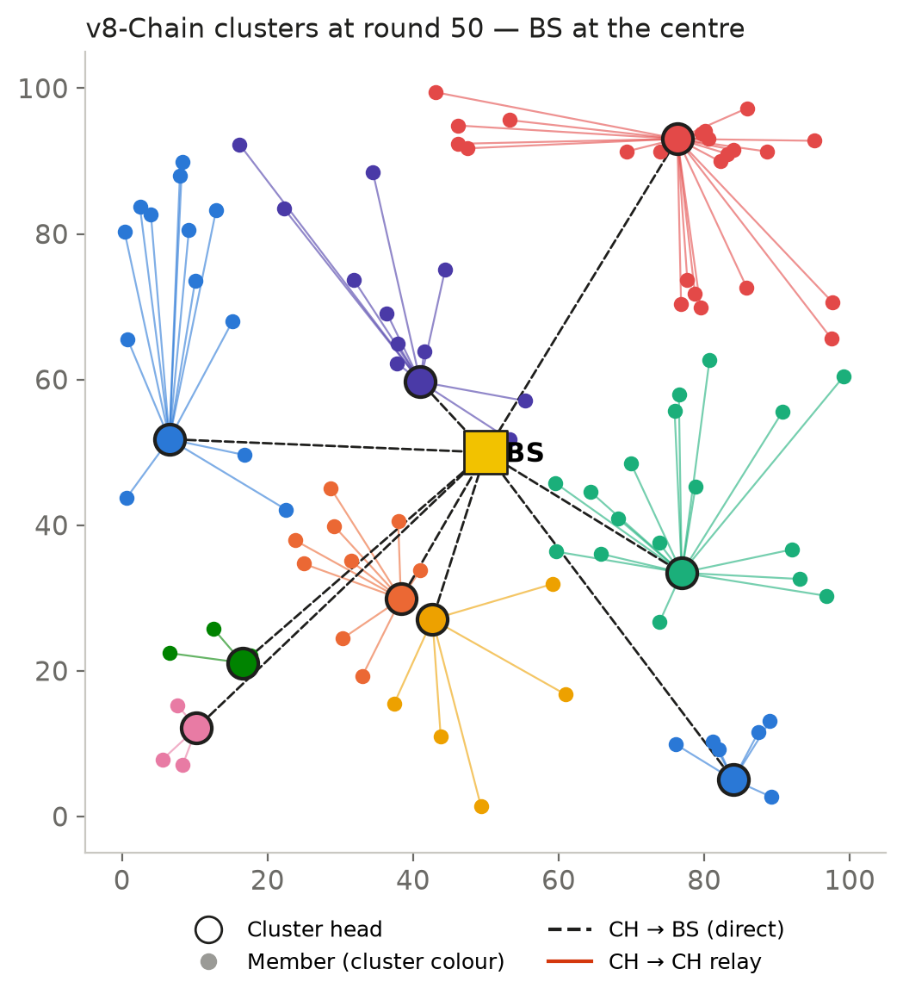 v8-Chain clusters at round 50 — BS at the centre
100
80
60
40
20
0
BS
0 20 40 60 80 100
Cluster head
Member (cluster colour)
CH → BS (direct)
CH → CH relay